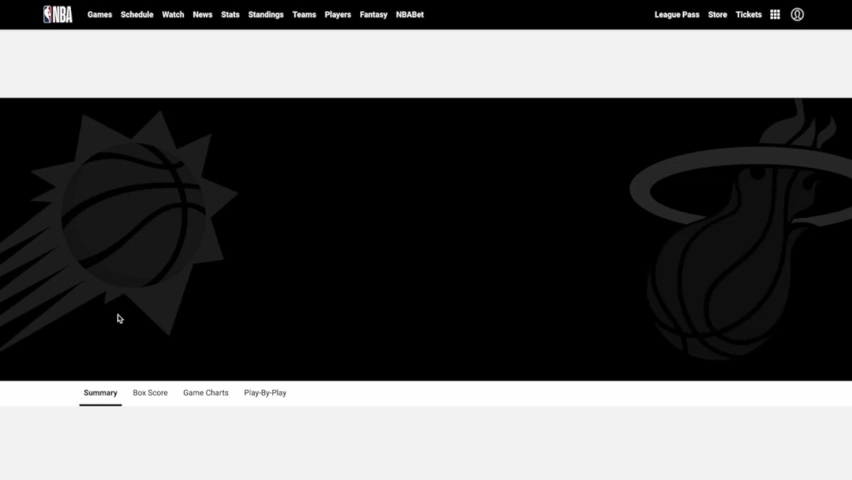 NBA Games Schedule Watch News Stats Standings Teams Players Fantasy NBABet League Pass Store Tickets
Summary Box Score Game Charts Play-By-Play